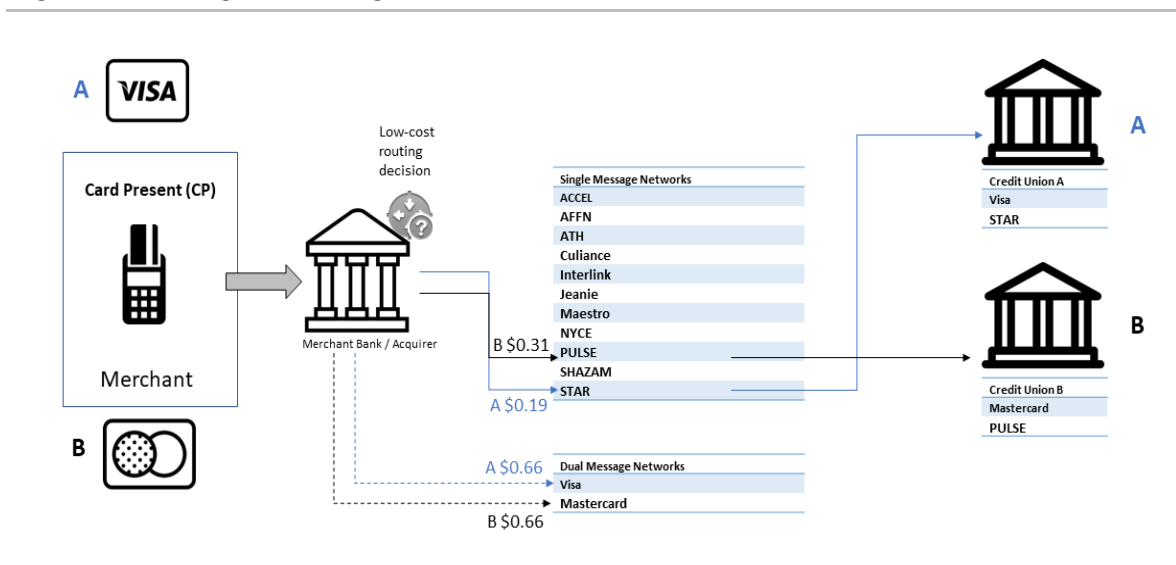 A
VISA
Card Present (CP)
Merchant
B
Low-cost
routing
decision
?
Merchant Bank / Acquirer
B $0.31
A $0.19
A $0.66
B $0.66
Single Message Networks
ACCEL
AFFN
ATH
Culiance
Interlink
Jeanie
Maestro
NYCE
PULSE
SHAZAM
STAR
Dual Message Networks
Visa
Mastercard
A
Credit Union A
Visa
STAR
B
Credit Union B
Mastercard
PULSE